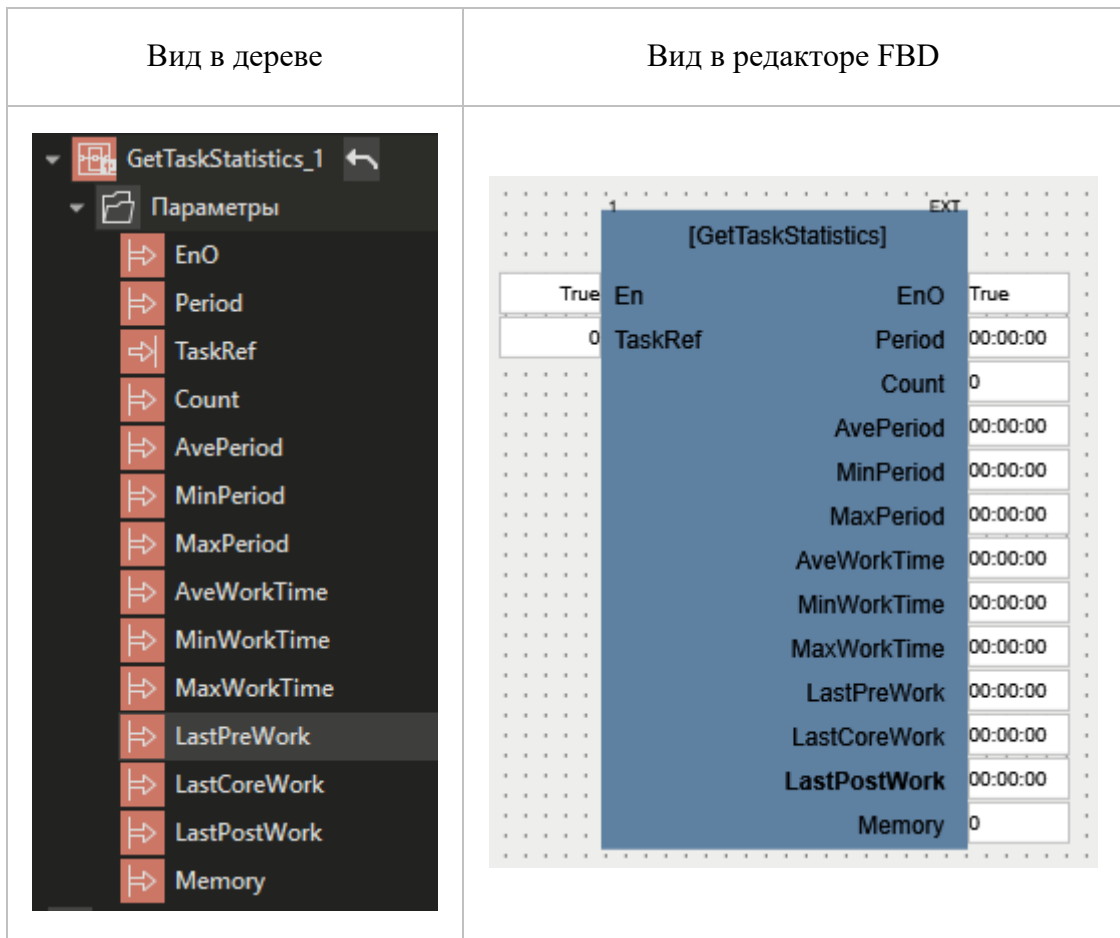 Вид в дереве
Вид в редакторе FBD
GetTaskStatistics_1
Параметры
EnO
Period
TaskRef
Count
AvePeriod
MinPeriod
MaxPeriod
AveWorkTime
MinWorkTime
MaxWorkTime
LastPreWork
LastCoreWork
LastPostWork
Memory
1 EXT
[GetTaskStatistics]
True En EnO True
0 TaskRef Period 00:00:00
Count 0
AvePeriod 00:00:00
MinPeriod 00:00:00
MaxPeriod 00:00:00
AveWorkTime 00:00:00
MinWorkTime 00:00:00
MaxWorkTime 00:00:00
LastPreWork 00:00:00
LastCoreWork 00:00:00
LastPostWork 00:00:00
Memory 0